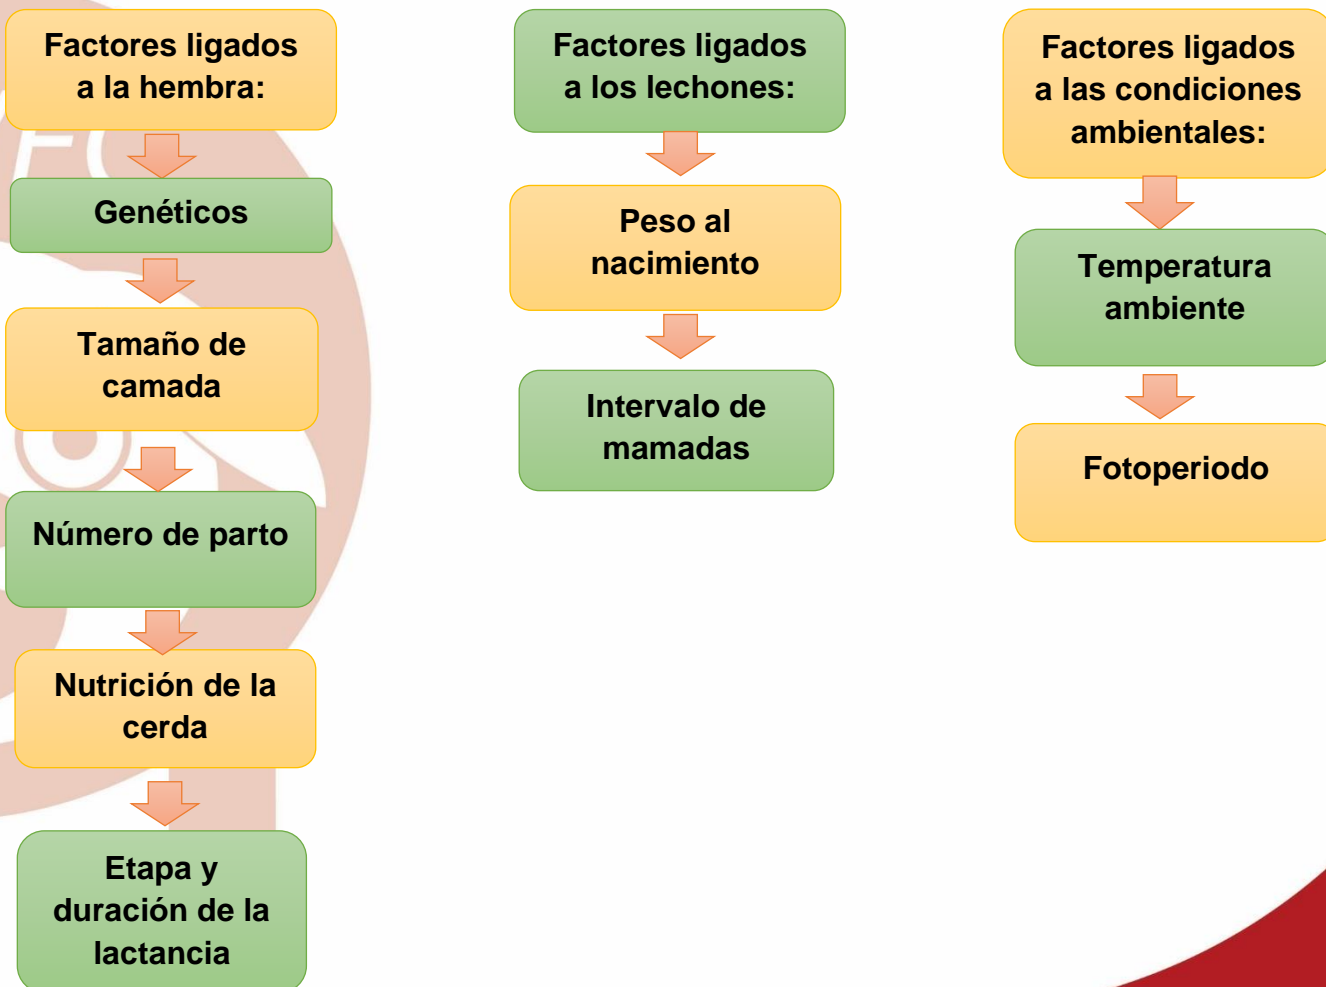 Factores ligados
a la hembra:
Genéticos
Tamaño de
camada
Número de parto
Nutrición de la
cerda
Etapa y
duración de la
lactancia
Factores ligados
a los lechones:
Peso al
nacimiento
Intervalo de
mamadas
Factores ligados
a las condiciones
ambientales:
Temperatura
ambiente
Fotoperiodo